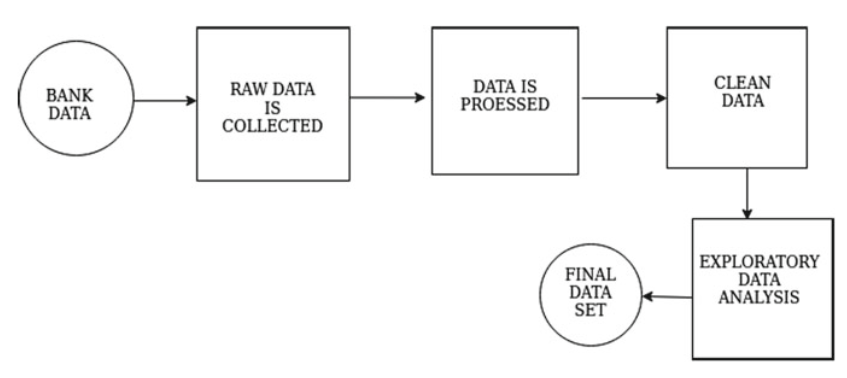 BANK
DATA
RAW DATA
IS
COLLECTED
DATA IS
PROESSED
CLEAN
DATA
EXPLORATORY
DATA
ANALYSIS
FINAL
DATA
SET